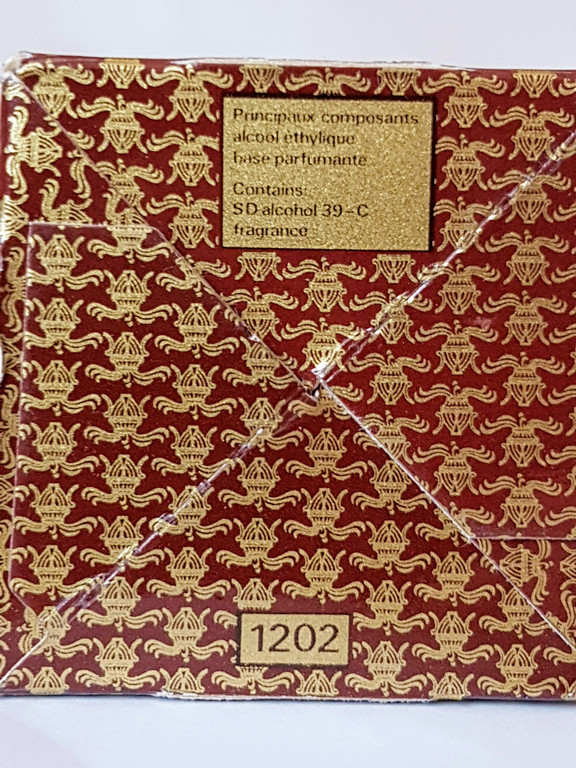 Principaux composants
alcool éthylique
base parfumante
Contains:
SD alcohol 39-C
fragrance
1202